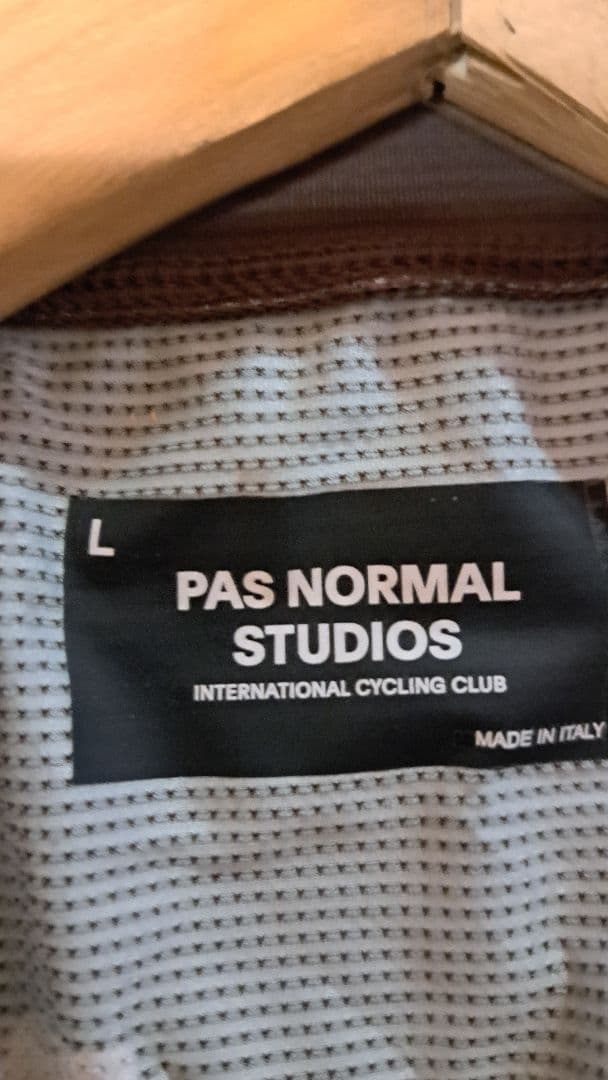 L
PAS NORMAL
STUDIOS
INTERNATIONAL CYCLING CLUB
MADE IN ITALY